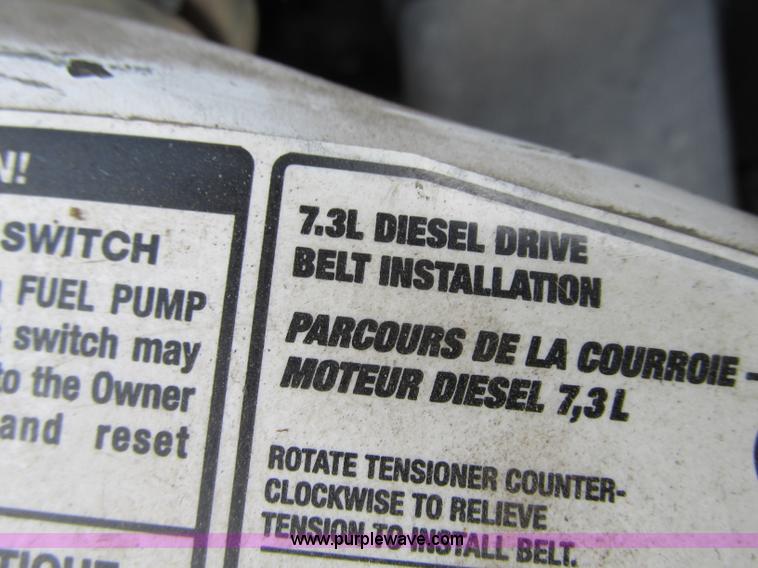 N!
SWITCH
FUEL PUMP
switch may
to the Owner
and reset
7.3L DIESEL DRIVE
BELT INSTALLATION
PARCOURS DE LA COURROIE –
MOTEUR DIESEL 7,3 L
ROTATE TENSIONER COUNTER-
CLOCKWISE TO RELIEVE
TENSION TO INSTALL BELT.
www.purplewave.com